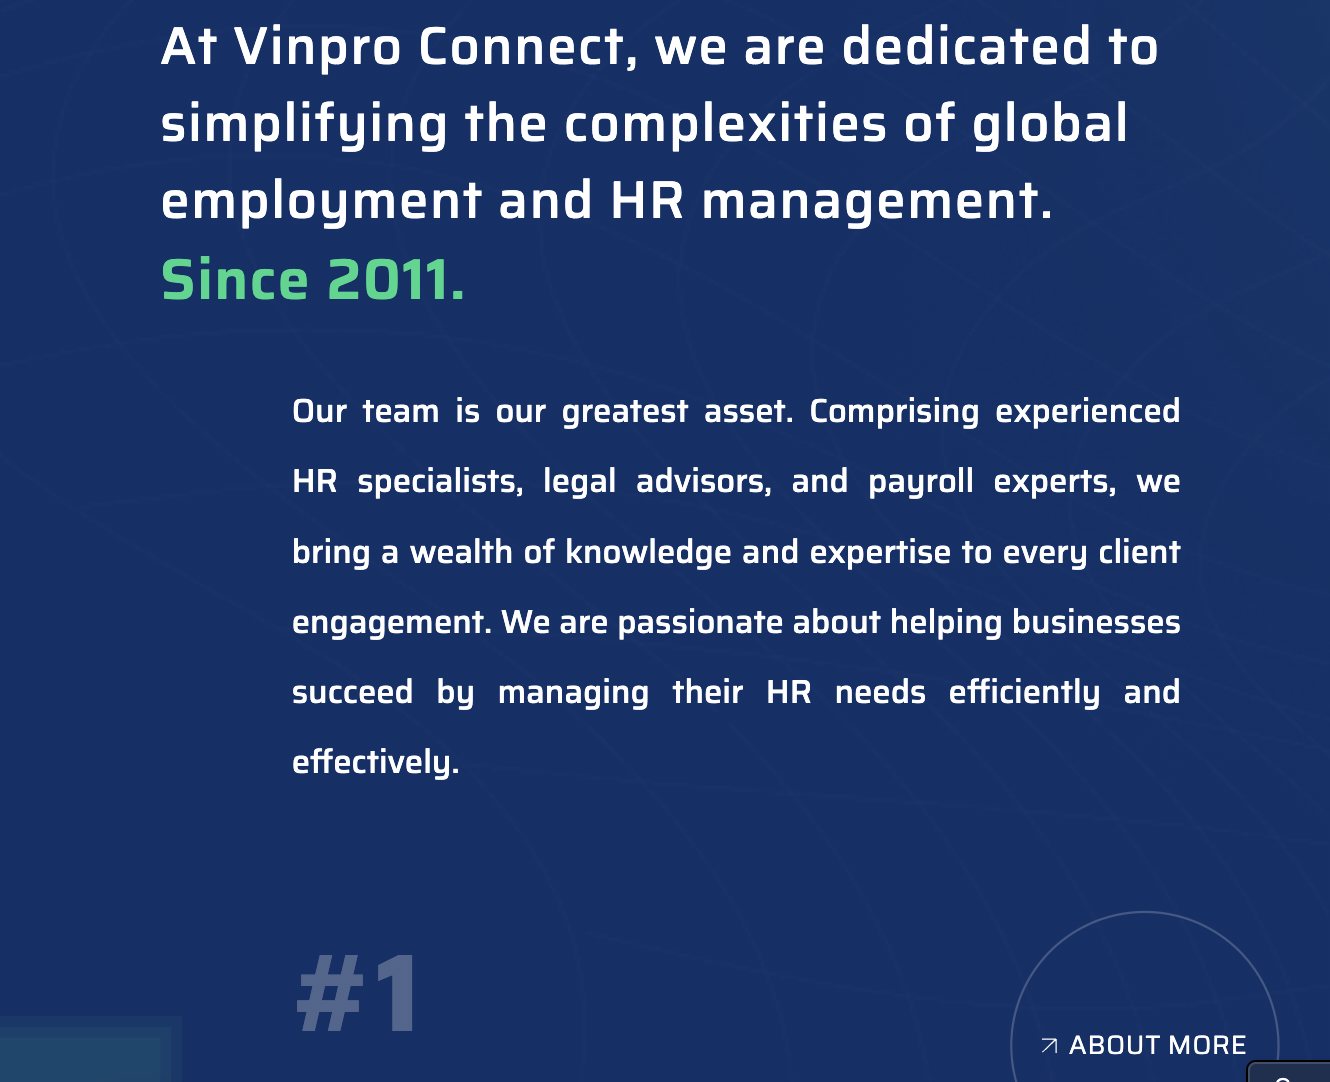 At Vinpro Connect, we are dedicated to
simplifying the complexities of global
employment and HR management.
Since 2011.
Our team is our greatest asset. Comprising experienced
HR specialists, legal advisors, and payroll experts, we
bring a wealth of knowledge and expertise to every client
engagement. We are passionate about helping businesses
succeed by managing their HR needs efficiently and
effectively.
#1
ABOUT MORE